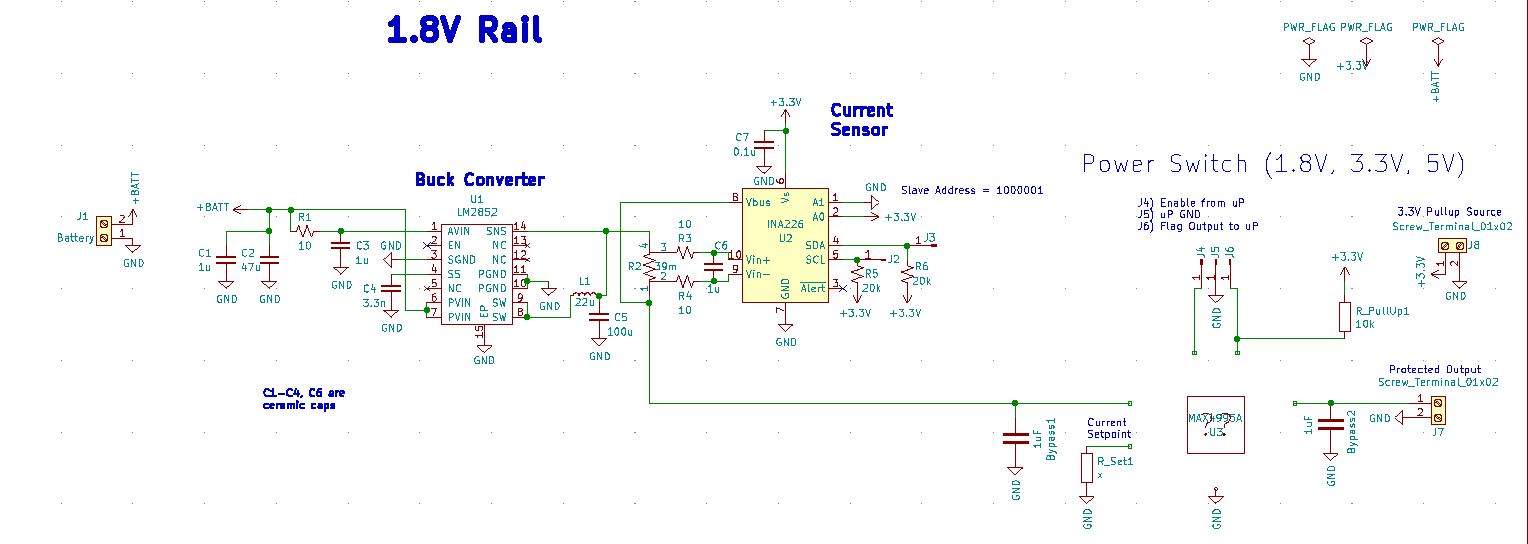 1.8V Rail
PWR_FLAG PWR_FLAG PWR_FLAG
GND
+3.3V
+BATT
Current
Sensor
+3.3V
C7
0.1u
GND
Power Switch (1.8V, 3.3V, 5V)
Buck Converter
U1
LM2852
J1
Battery
2
1
+BATT
GND
+BATT
R1
10
C1
1u
GND
C2
47u
GND
C3
1u
GND
GND
C4
3.3n
GND
1 AVIN
2 EN
3 SGND
4 SS
5 NC
6 PVIN
7 PVIN
SNS 14
NC 13
NC 12
PGND 11
PGND 10
SW 9
SW 8
EP
15
GND
GND
L1
22u
C5
100u
GND
4
3
R2 39m
2
1
10
R3
R4
10
C6
1u
8 Vbus
10 Vin+
9 Vin-
6
Vs
INA226
U2
GND
7
GND
A1 1
A0 2
SDA 4
SCL 5
Alert 3
GND
+3.3V
Slave Address = 1000001
1 J3
1 J2
R5
20k
+3.3V
R6
20k
+3.3V
J4) Enable from uP
J5) uP GND
J6) Flag Output to uP
J4
J5
J6
1
1
1
GND
+3.3V
R_PullUp1
10k
3.3V Pullup Source
Screw_Terminal_01x02
J8
1
2
+3.3V
GND
C1-C4, C6 are
ceramic caps
1uF
Bypass1
GND
Current
Setpoint
R_Set1
x
GND
MAX4995A
??
U3
GND
1uF
Bypass2
GND
Protected Output
Screw_Terminal_01x02
1
2
GND
J7